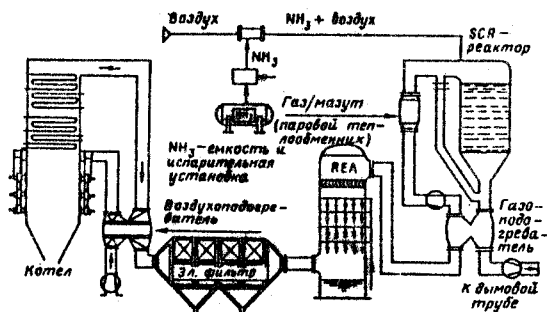 Воздух
NH₃ + воздух
SCR-
реактор
NH₃
NH₃
Газ/мазут
(паровой теп-
лообменник)
NH₃-емкость и
испарительная
установка
REA
Воздухоподогре-
ватель
Газо-
подо-
грева-
тель
Эл. фильтр
Котел
К дымовой
трубе